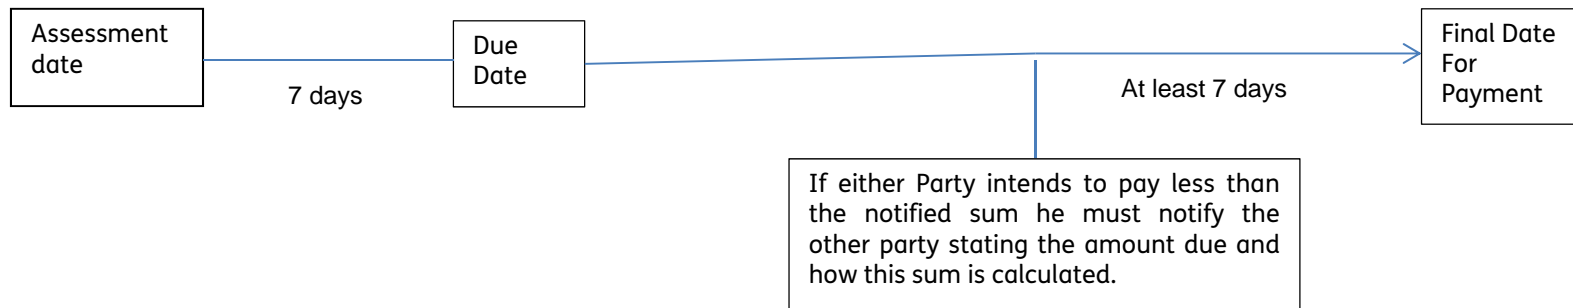 Assessment
date
7 days
Due
Date
At least 7 days
Final Date
For
Payment
If either Party intends to pay less than
the notified sum he must notify the
other party stating the amount due and
how this sum is calculated.